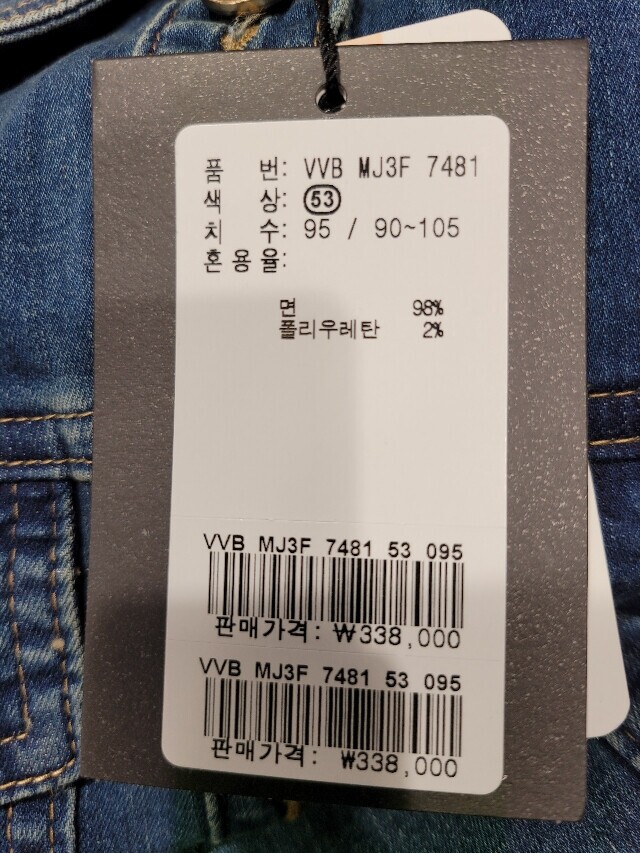 품 번: VVB MJ3F 7481
색 상: 53
치 수: 95 / 90~105
혼용율:
면 98%
폴리우레탄 2%
VVB MJ3F 7481 53 095
판매가격: ₩338,000
VVB MJ3F 7481 53 095
판매가격: ₩338,000